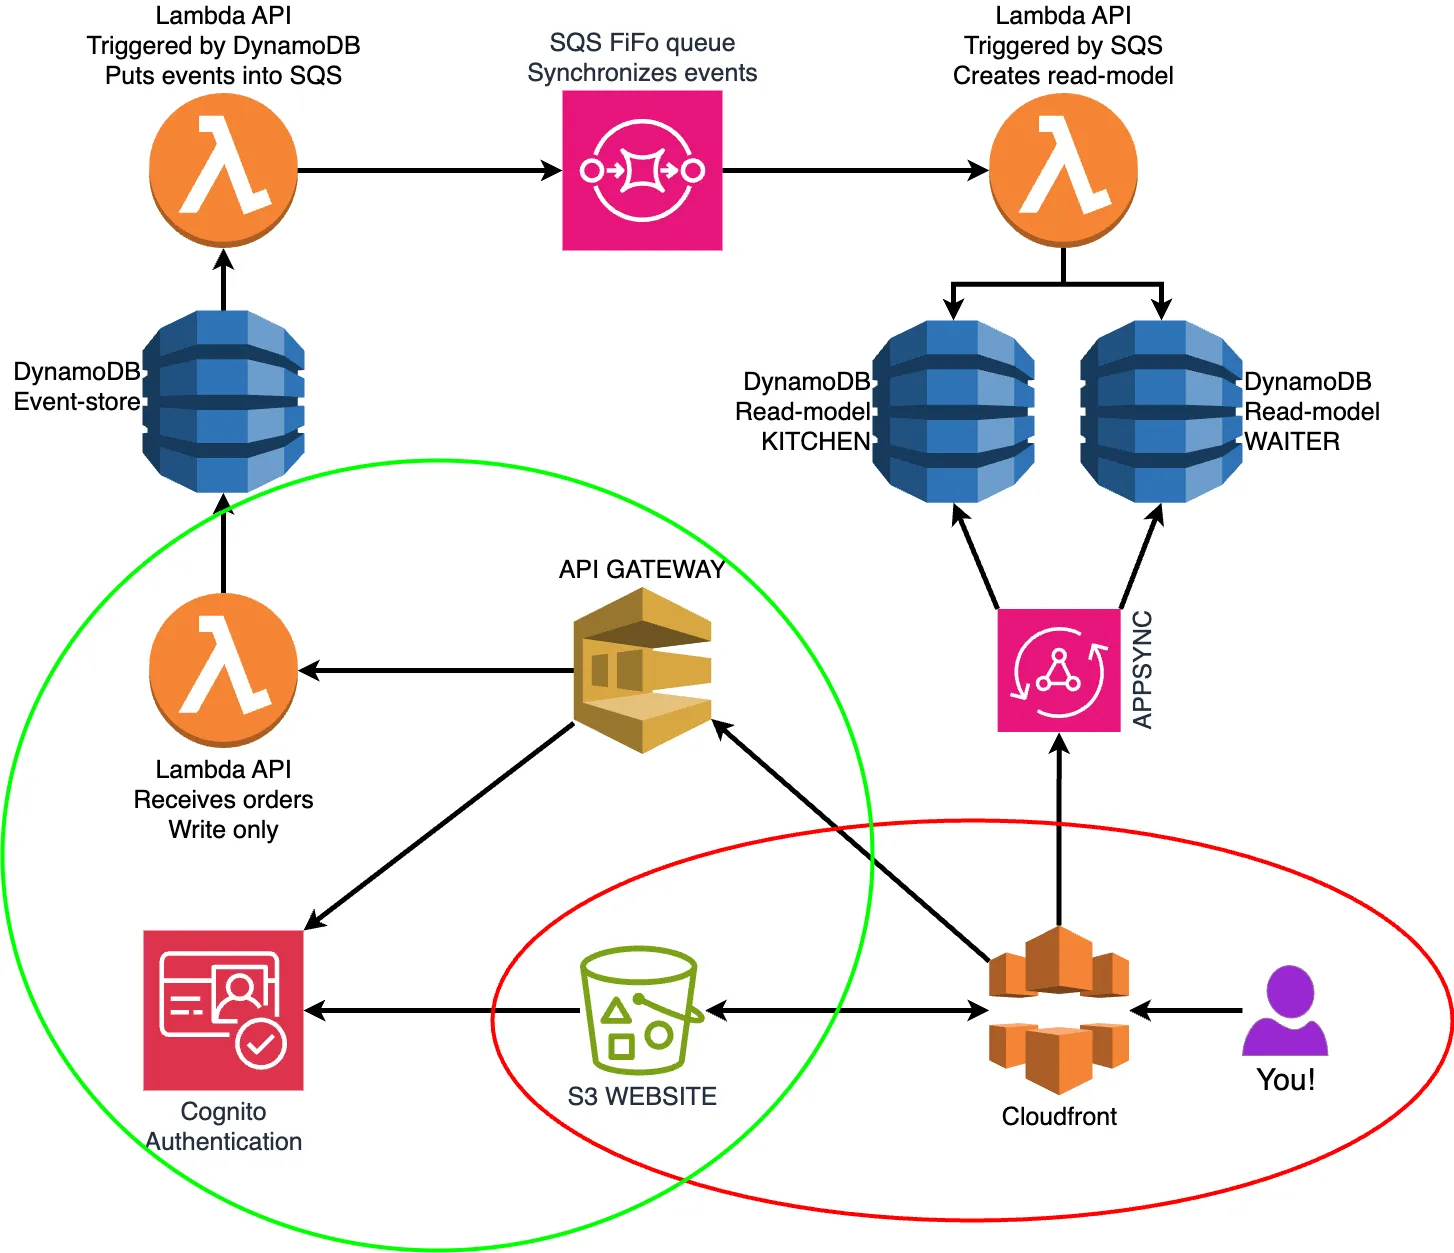 Lambda API
Triggered by DynamoDB
Puts events into SQS
SQS FiFo queue
Synchronizes events
Lambda API
Triggered by SQS
Creates read-model
DynamoDB
Event-store
DynamoDB
Read-model
KITCHEN
DynamoDB
Read-model
WAITER
API GATEWAY
APPSYNC
Lambda API
Receives orders
Write only
Cognito
Authentication
S3 WEBSITE
Cloudfront
You!